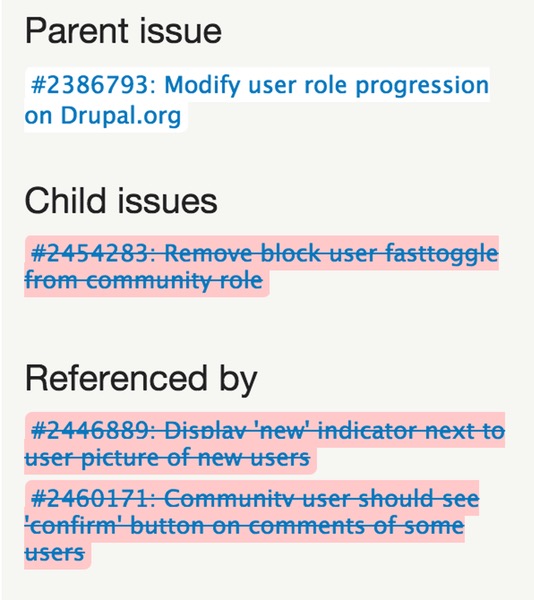 Parent issue
#2386793: Modify user role progression
on Drupal.org
Child issues
#2454283: Remove block user fasttoggle
from community role
Referenced by
#2446889: Display 'new' indicator next to
user picture of new users
#2460171: Community user should see
'confirm' button on comments of some
users